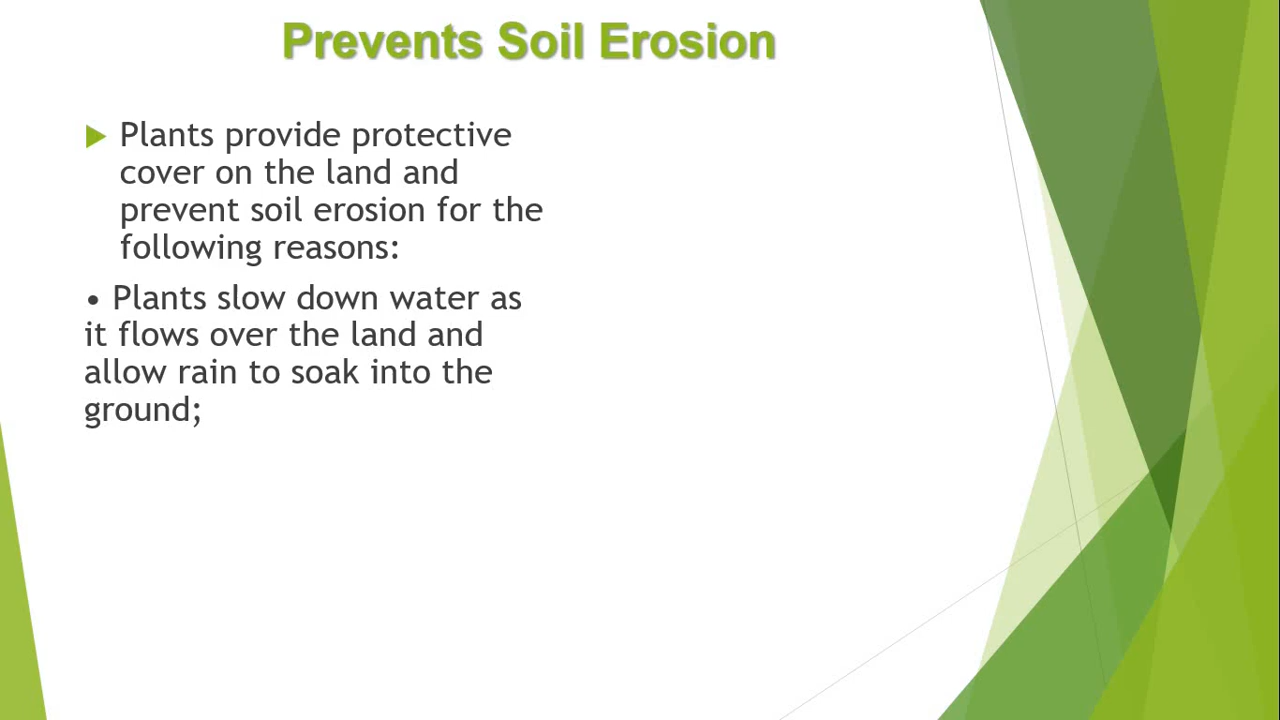 Prevents Soil Erosion
Plants provide protective
cover on the land and
prevent soil erosion for the
following reasons:
• Plants slow down water as
it flows over the land and
allow rain to soak into the
ground;